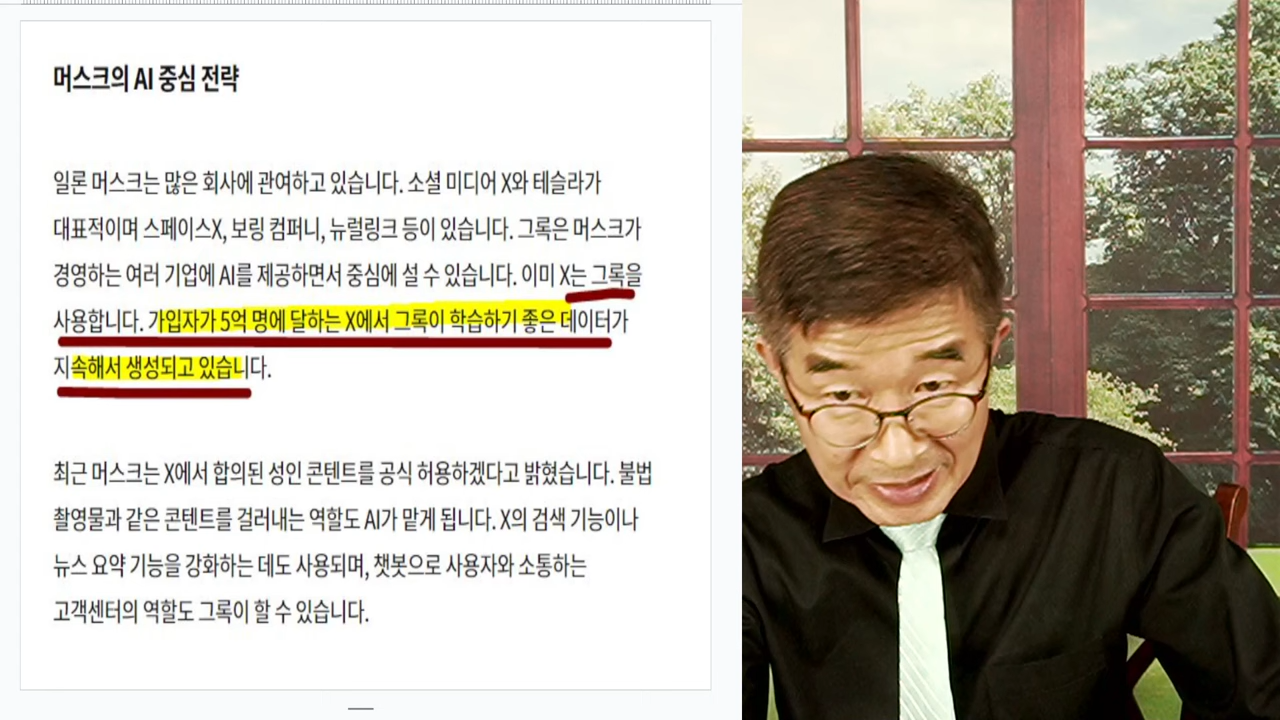 머스크의 AI 중심 전략
일론 머스크는 많은 회사에 관여하고 있습니다. 소셜 미디어 X와 테슬라가
대표적이며 스페이스X, 보링 컴퍼니, 뉴럴링크 등이 있습니다. 그록은 머스크가
경영하는 여러 기업에 AI를 제공하면서 중심에 설 수 있습니다. 이미 X는 그록을
사용합니다. 가입자가 5억 명에 달하는 X에서 그록이 학습하기 좋은 데이터가
지속해서 생성되고 있습니다.
최근 머스크는 X에서 합의된 성인 콘텐트를 공식 허용하겠다고 밝혔습니다. 불법
촬영물과 같은 콘텐트를 걸러내는 역할도 AI가 맡게 됩니다. X의 검색 기능이나
뉴스 요약 기능을 강화하는 데도 사용되며, 챗봇으로 사용자와 소통하는
고객센터의 역할도 그록이 할 수 있습니다.